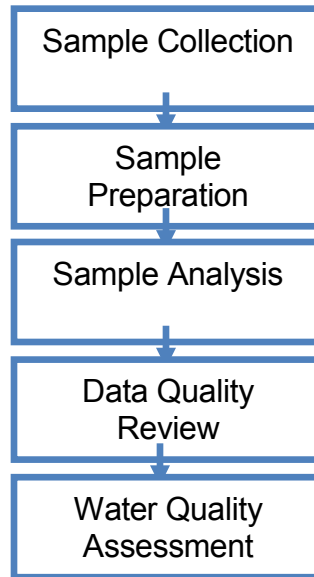 Sample Collection
Sample
Preparation
Sample Analysis
Data Quality
Review
Water Quality
Assessment